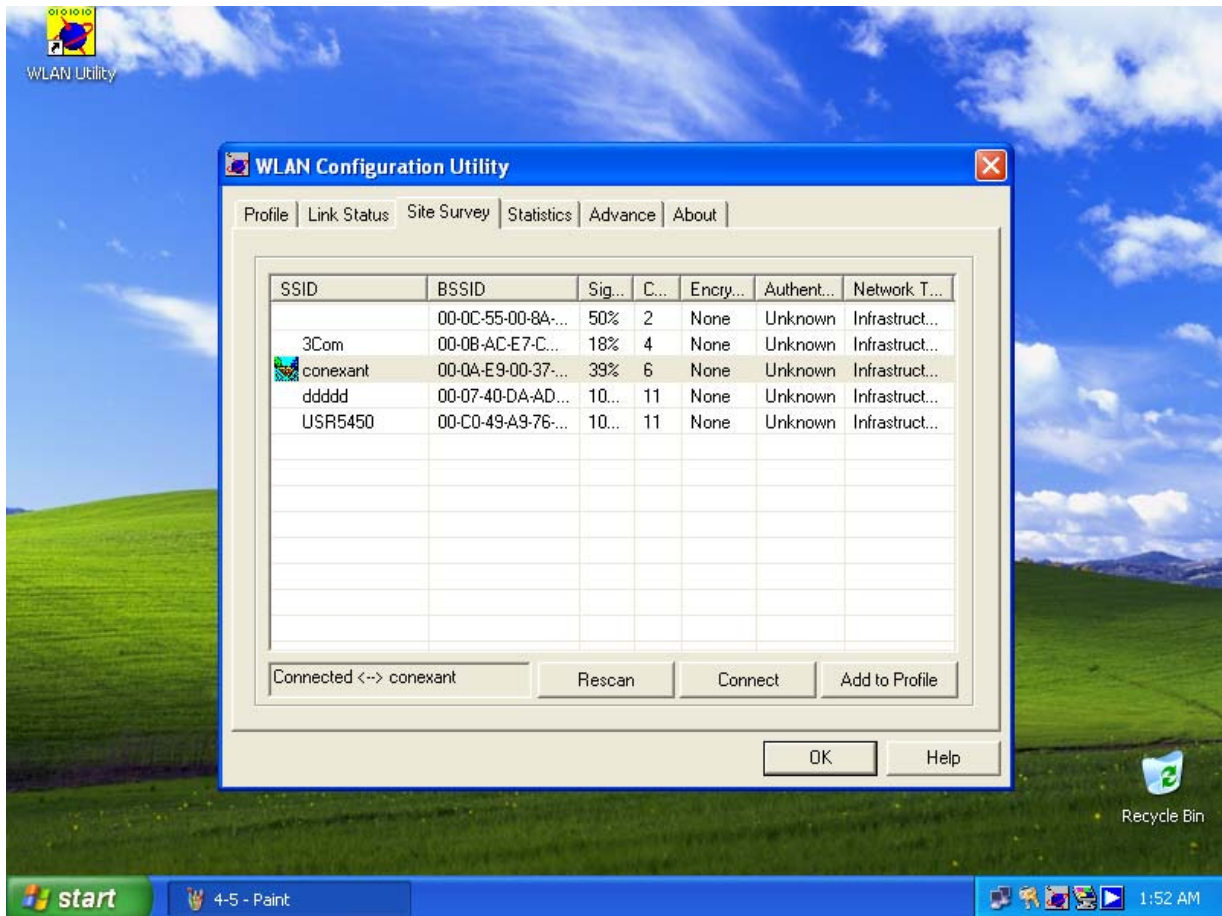 010101
WLAN Utility
WLAN Configuration Utility
Profile Link Status Site Survey Statistics Advance About
SSID BSSID Sig... C... Encry... Authent... Network T...
00-0C-55-00-8A-... 50% 2 None Unknown Infrastruct...
3Com 00-0B-AC-E7-C... 18% 4 None Unknown Infrastruct...
conexant 00-0A-E9-00-37-... 39% 6 None Unknown Infrastruct...
ddddd 00-07-40-DA-AD... 10... 11 None Unknown Infrastruct...
USR5450 00-C0-49-A9-76-... 10... 11 None Unknown Infrastruct...
Connected <--> conexant Rescan Connect Add to Profile
OK Help
Recycle Bin
start 4-5 - Paint 1:52 AM